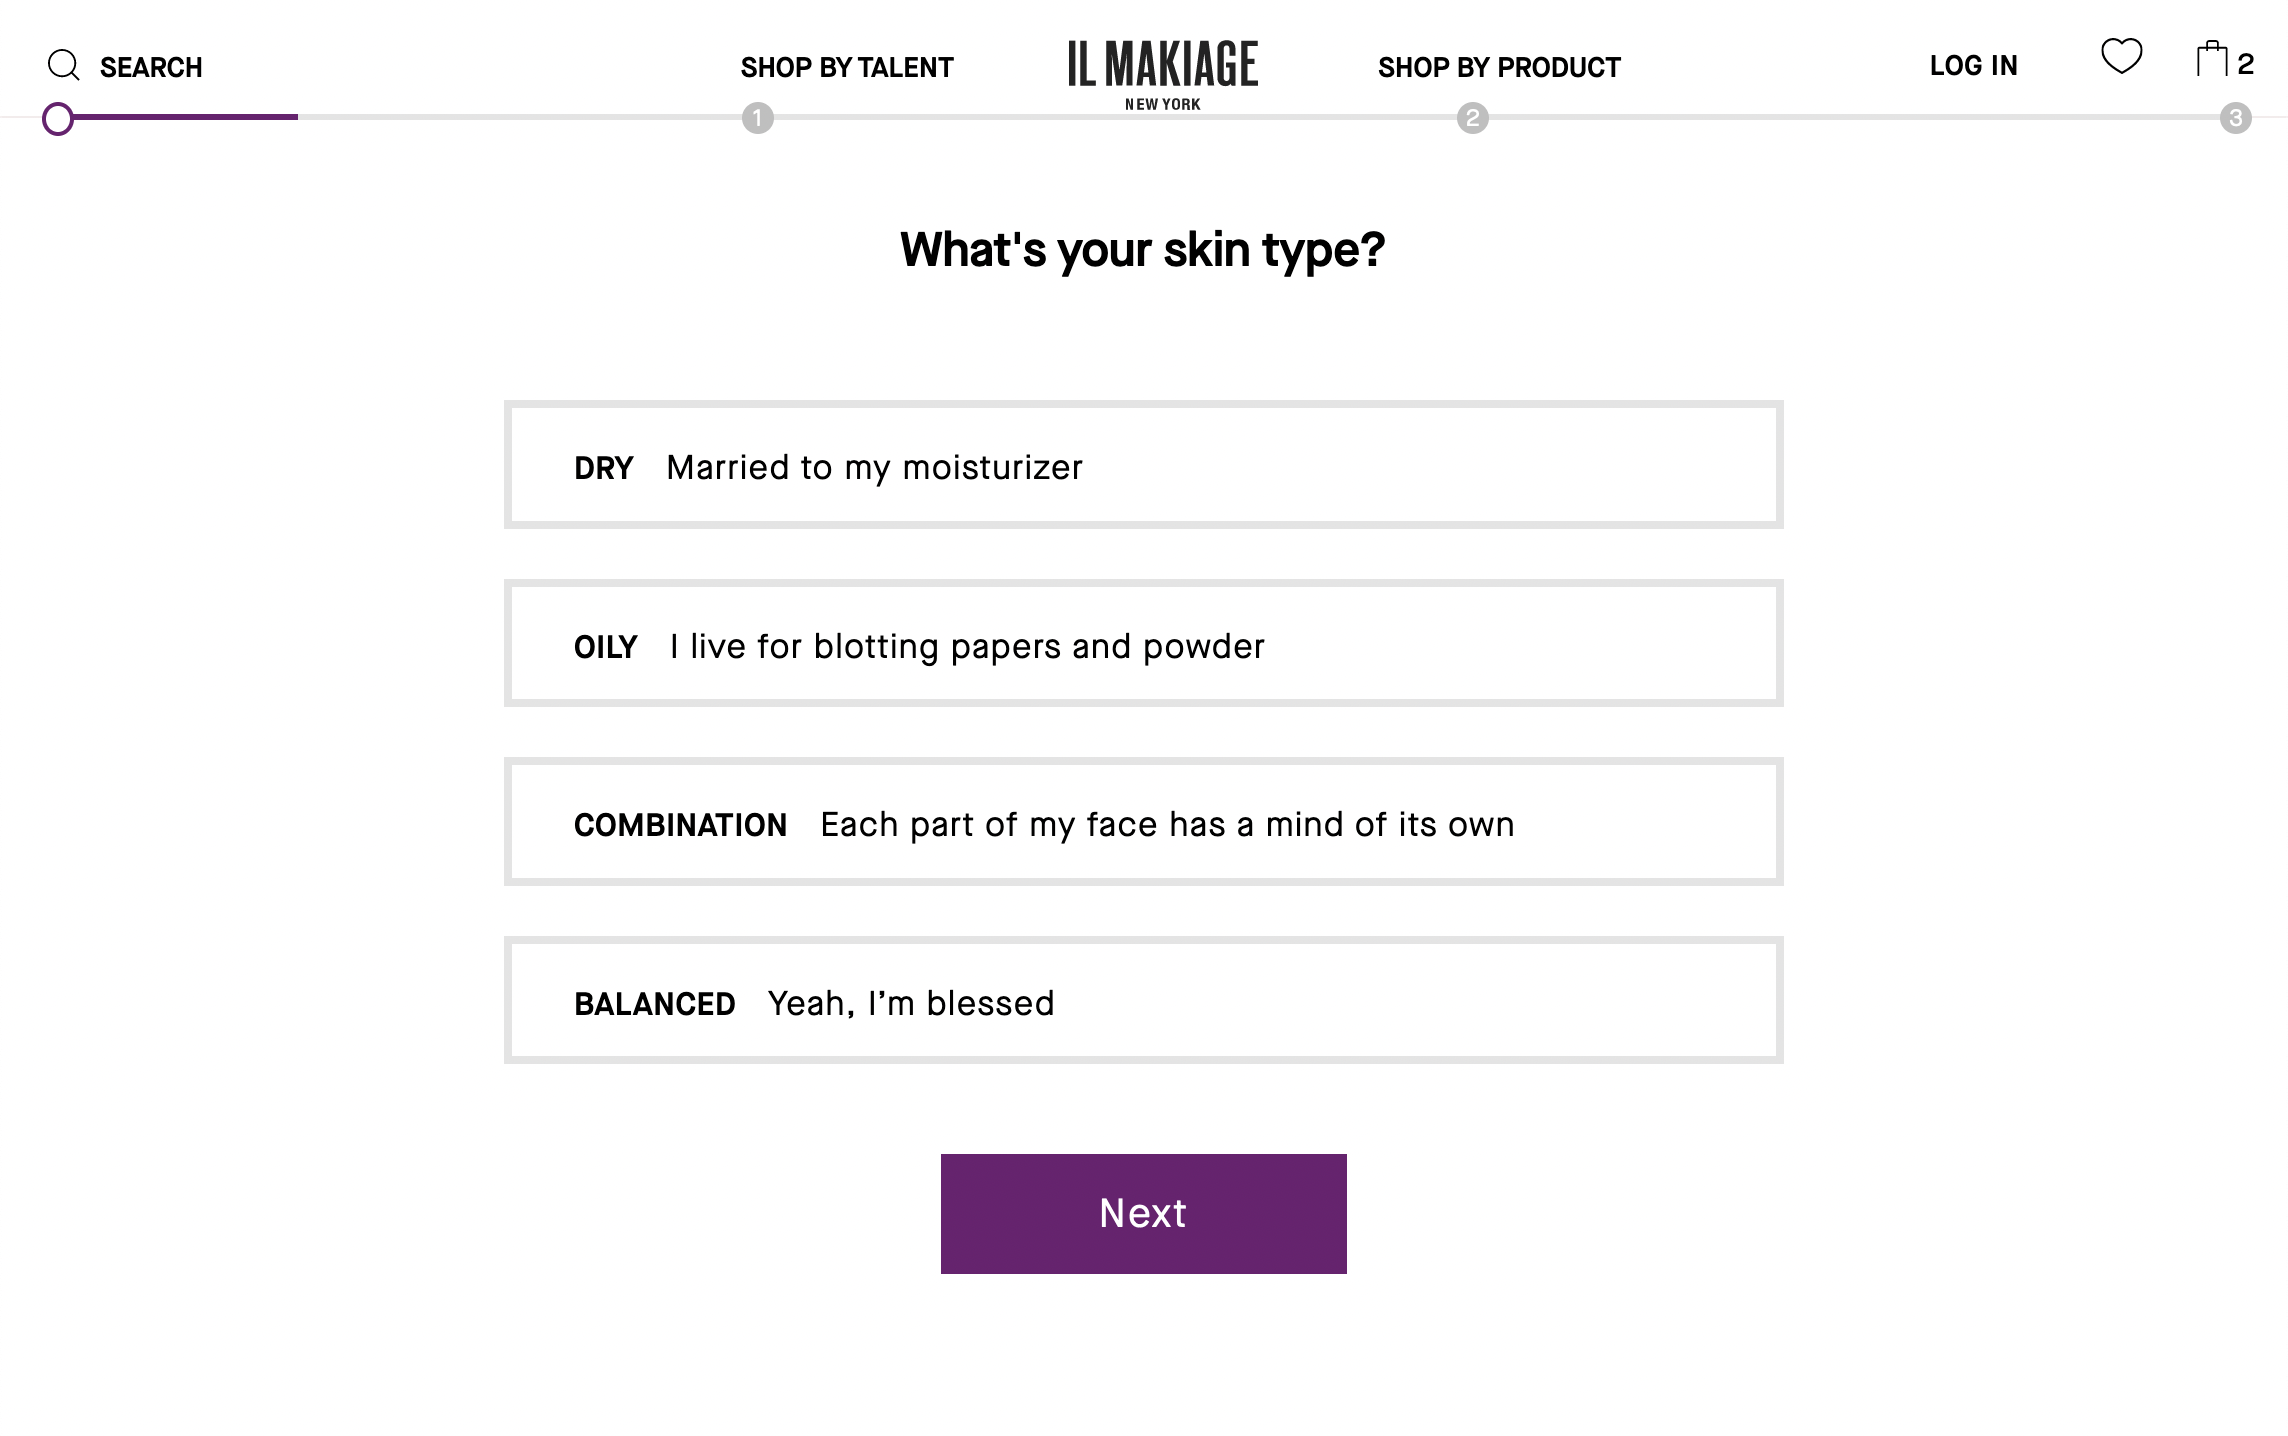 SEARCH
SHOP BY TALENT
IL MAKIAGE
NEW YORK
SHOP BY PRODUCT
LOG IN
2
1
2
3
What's your skin type?
DRY Married to my moisturizer
OILY I live for blotting papers and powder
COMBINATION Each part of my face has a mind of its own
BALANCED Yeah, I’m blessed
Next